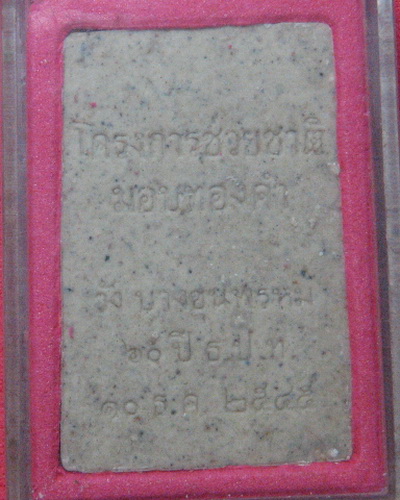 โครงการช่วยชาติ
มอบทองคำ
วัง บางขุนพรหม
๖๐ ปี ธ.ป.ท.
๑๐ ธ.ค. ๒๕๔๕